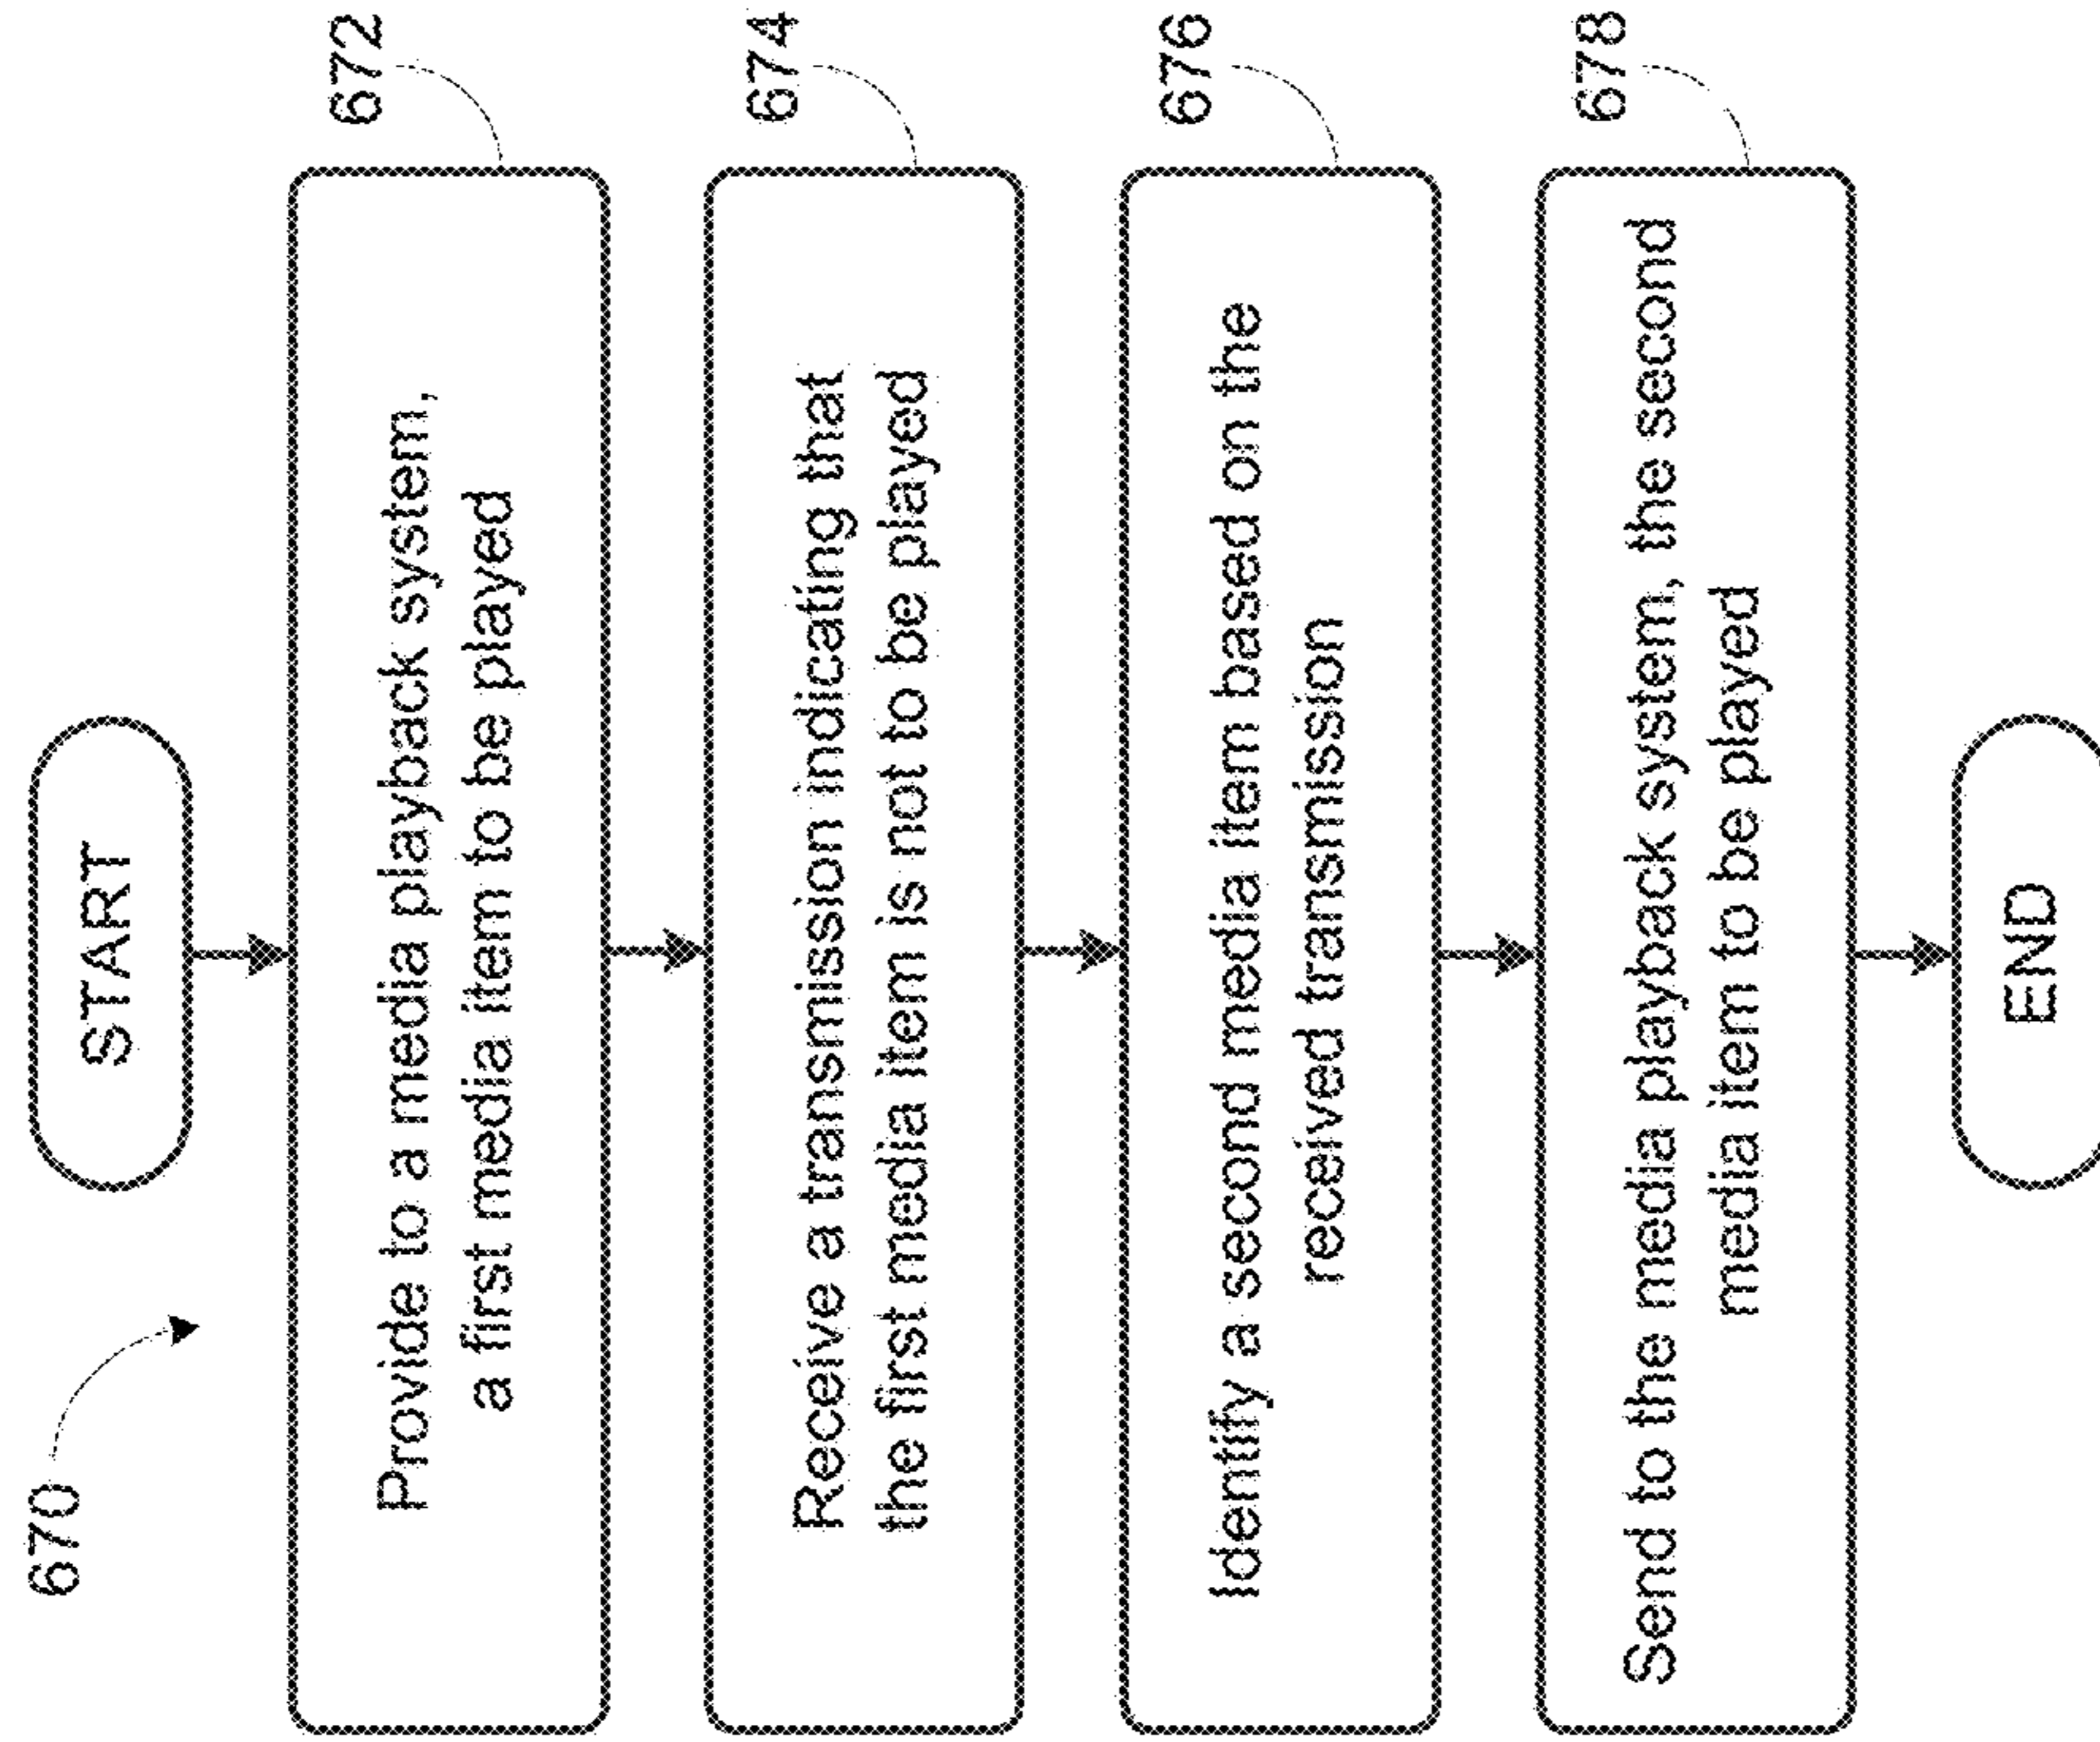 670
START
Provide to a media playback system,
a first media item to be played
672
Receive a transmission indicating that
the first media item is not to be played
674
Identify a second media item based on the
received transmission
676
Send to the media playback system, the second
media item to be played
678
END